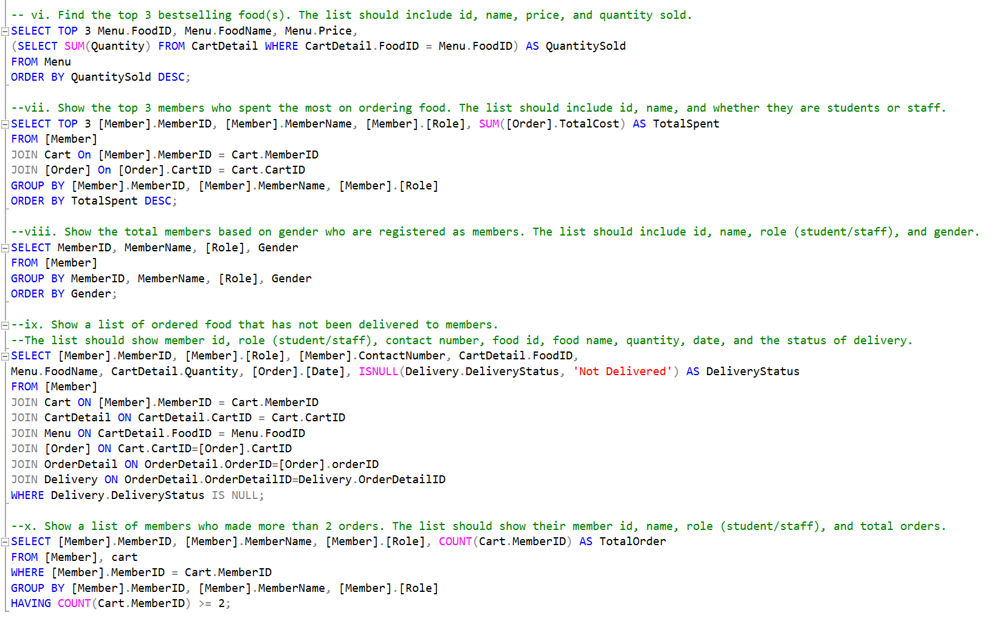 -- vi. Find the top 3 bestselling food(s). The list should include id, name, price, and quantity sold.
SELECT TOP 3 Menu.FoodID, Menu.FoodName, Menu.Price,
(SELECT SUM(Quantity) FROM CartDetail WHERE CartDetail.FoodID = Menu.FoodID) AS QuantitySold
FROM Menu
ORDER BY QuantitySold DESC;
--vii. Show the top 3 members who spent the most on ordering food. The list should include id, name, and whether they are students or staff.
SELECT TOP 3 [Member].MemberID, [Member].MemberName, [Member].[Role], SUM([Order].TotalCost) AS TotalSpent
FROM [Member]
JOIN Cart On [Member].MemberID = Cart.MemberID
JOIN [Order] On [Order].CartID = Cart.CartID
GROUP BY [Member].MemberID, [Member].MemberName, [Member].[Role]
ORDER BY TotalSpent DESC;
--viii. Show the total members based on gender who are registered as members. The list should include id, name, role (student/staff), and gender.
SELECT MemberID, MemberName, [Role], Gender
FROM [Member]
GROUP BY MemberID, MemberName, [Role], Gender
ORDER BY Gender;
--ix. Show a list of ordered food that has not been delivered to members.
--The list should show member id, role (student/staff), contact number, food id, food name, quantity, date, and the status of delivery.
SELECT [Member].MemberID, [Member].[Role], [Member].ContactNumber, CartDetail.FoodID,
Menu.FoodName, CartDetail.Quantity, [Order].[Date], ISNULL(Delivery.DeliveryStatus, 'Not Delivered') AS DeliveryStatus
FROM [Member]
JOIN Cart ON [Member].MemberID = Cart.MemberID
JOIN CartDetail ON CartDetail.CartID = Cart.CartID
JOIN Menu ON CartDetail.FoodID = Menu.FoodID
JOIN [Order] ON Cart.CartID=[Order].CartID
JOIN OrderDetail ON OrderDetail.OrderID=[Order].orderID
JOIN Delivery ON OrderDetail.OrderDetailID=Delivery.OrderDetailID
WHERE Delivery.DeliveryStatus IS NULL;
--x. Show a list of members who made more than 2 orders. The list should show their member id, name, role (student/staff), and total orders.
SELECT [Member].MemberID, [Member].MemberName, [Member].[Role], COUNT(Cart.MemberID) AS TotalOrder
FROM [Member], cart
WHERE [Member].MemberID = Cart.MemberID
GROUP BY [Member].MemberID, [Member].MemberName, [Member].[Role]
HAVING COUNT(Cart.MemberID) >= 2;